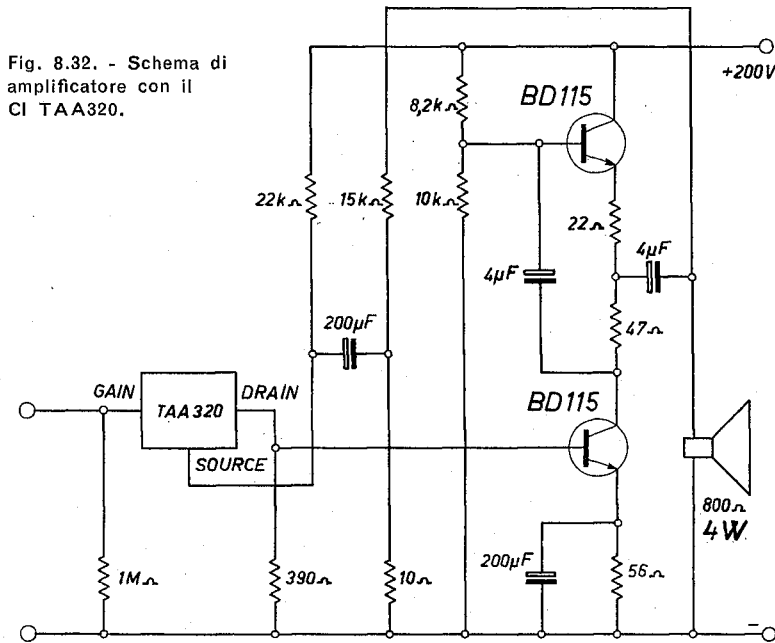 Fig. 8.32. - Schema di
amplificatore con il
CI TAA320.
+200V
8,2kΩ
BD115
22kΩ
15kΩ
10kΩ
22Ω
4µF
4µF
200µF
47Ω
GAIN
TAA320
DRAIN
BD115
SOURCE
800Ω
4W
1MΩ
390Ω
10Ω
200µF
56Ω
-